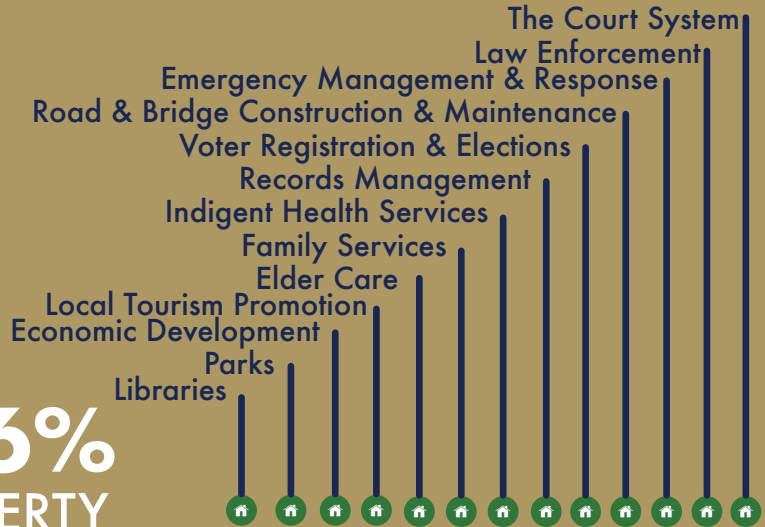 The Court System
Law Enforcement
Emergency Management & Response
Road & Bridge Construction & Maintenance
Voter Registration & Elections
Records Management
Indigent Health Services
Family Services
Elder Care
Local Tourism Promotion
Economic Development
Parks
Libraries
%